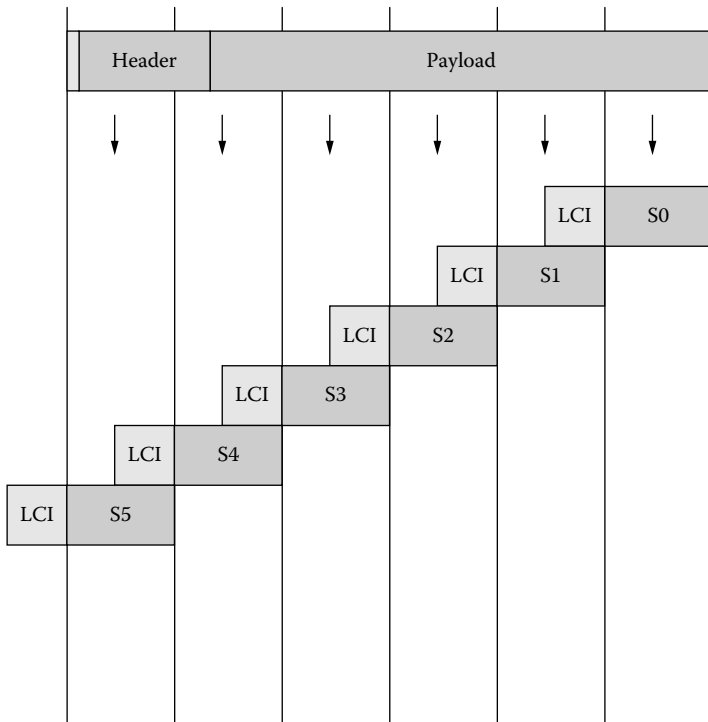 Header Payload
LCI S0
LCI S1
LCI S2
LCI S3
LCI S4
LCI S5